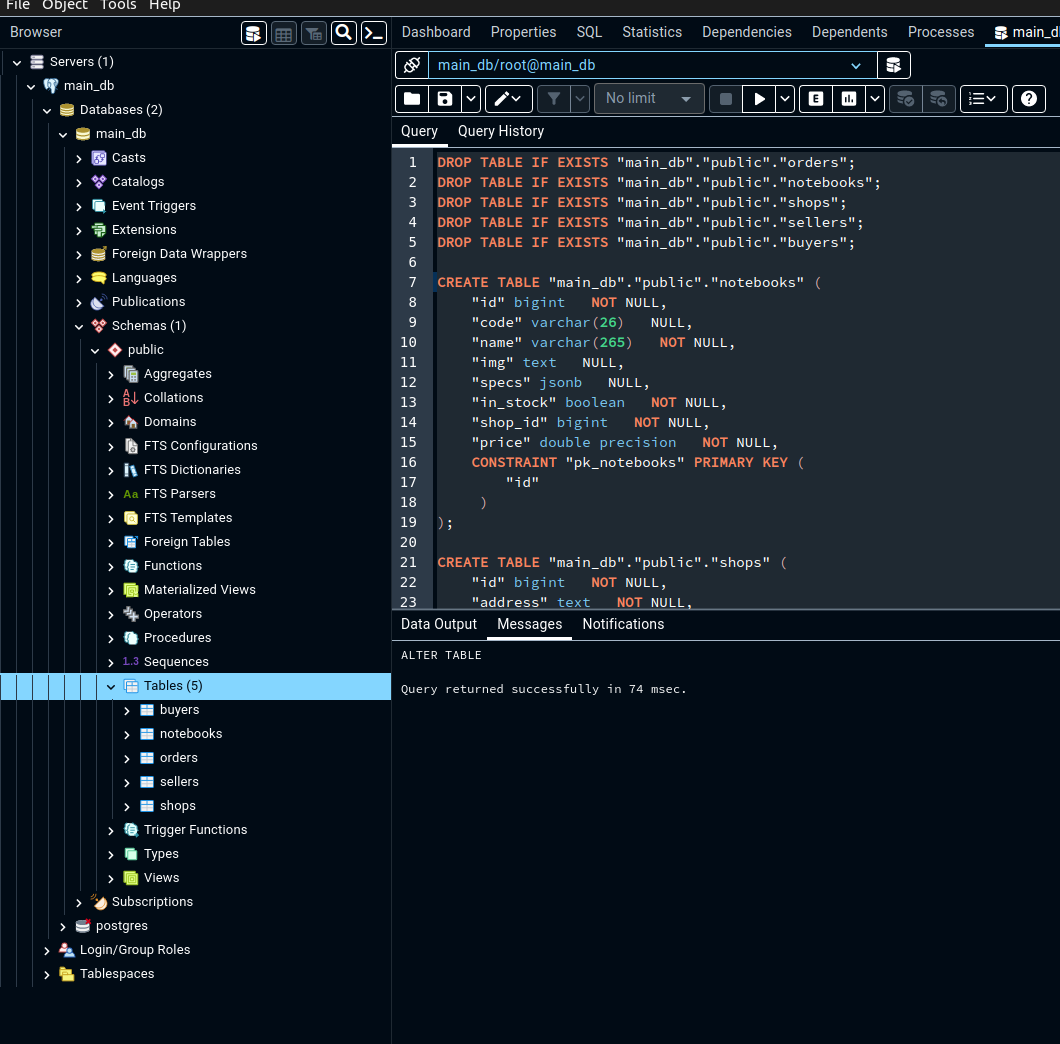 File Object Tools Help
Browser
Servers (1)
main_db
Databases (2)
main_db
Casts
Catalogs
Event Triggers
Extensions
Foreign Data Wrappers
Languages
Publications
Schemas (1)
public
Aggregates
Collations
Domains
FTS Configurations
FTS Dictionaries
Aa FTS Parsers
FTS Templates
Foreign Tables
Functions
Materialized Views
Operators
Procedures
1..3 Sequences
Tables (5)
buyers
notebooks
orders
sellers
shops
Trigger Functions
Types
Views
Subscriptions
postgres
Login/Group Roles
Tablespaces
Dashboard Properties SQL Statistics Dependencies Dependents Processes main_d
main_db/root@main_db
No limit E
Query Query History
1 DROP TABLE IF EXISTS "main_db"."public"."orders";
2 DROP TABLE IF EXISTS "main_db"."public"."notebooks";
3 DROP TABLE IF EXISTS "main_db"."public"."shops";
4 DROP TABLE IF EXISTS "main_db"."public"."sellers";
5 DROP TABLE IF EXISTS "main_db"."public"."buyers";
6
7 CREATE TABLE "main_db"."public"."notebooks" (
8 "id" bigint NOT NULL,
9 "code" varchar(26) NULL,
10 "name" varchar(265) NOT NULL,
11 "img" text NULL,
12 "specs" jsonb NULL,
13 "in_stock" boolean NOT NULL,
14 "shop_id" bigint NOT NULL,
15 "price" double precision NOT NULL,
16 CONSTRAINT "pk_notebooks" PRIMARY KEY (
17 "id"
18 )
19 );
20
21 CREATE TABLE "main_db"."public"."shops" (
22 "id" bigint NOT NULL,
23 "address" text NOT NULL,
Data Output Messages Notifications
ALTER TABLE
Query returned successfully in 74 msec.